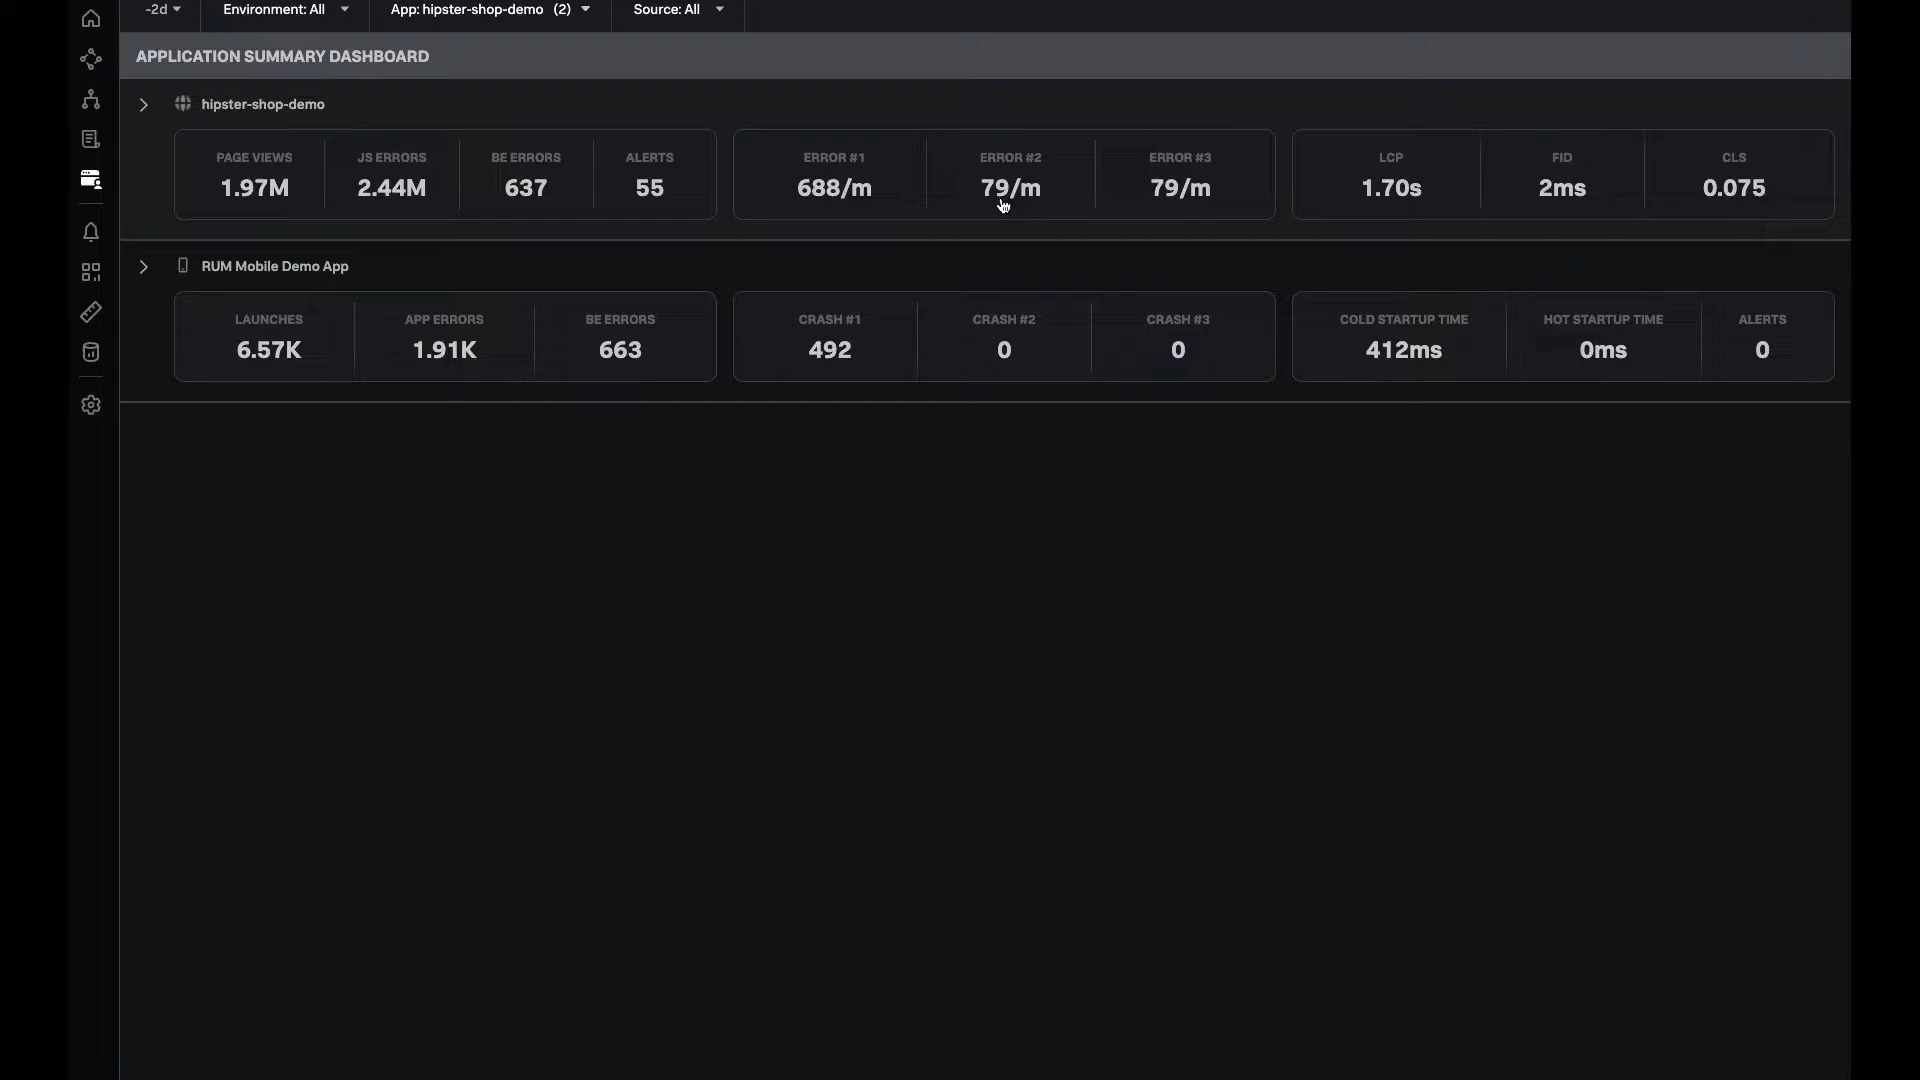 -2d Environment: All App: hipster-shop-demo (2) Source: All
APPLICATION SUMMARY DASHBOARD
hipster-shop-demo
PAGE VIEWS JS ERRORS BE ERRORS ALERTS ERROR #1 ERROR #2 ERROR #3 LCP FID CLS
1.97M 2.44M 637 55 688/m 79/m 79/m 1.70s 2ms 0.075
RUM Mobile Demo App
LAUNCHES APP ERRORS BE ERRORS CRASH #1 CRASH #2 CRASH #3 COLD STARTUP TIME HOT STARTUP TIME ALERTS
6.57K 1.91K 663 492 0 0 412ms 0ms 0